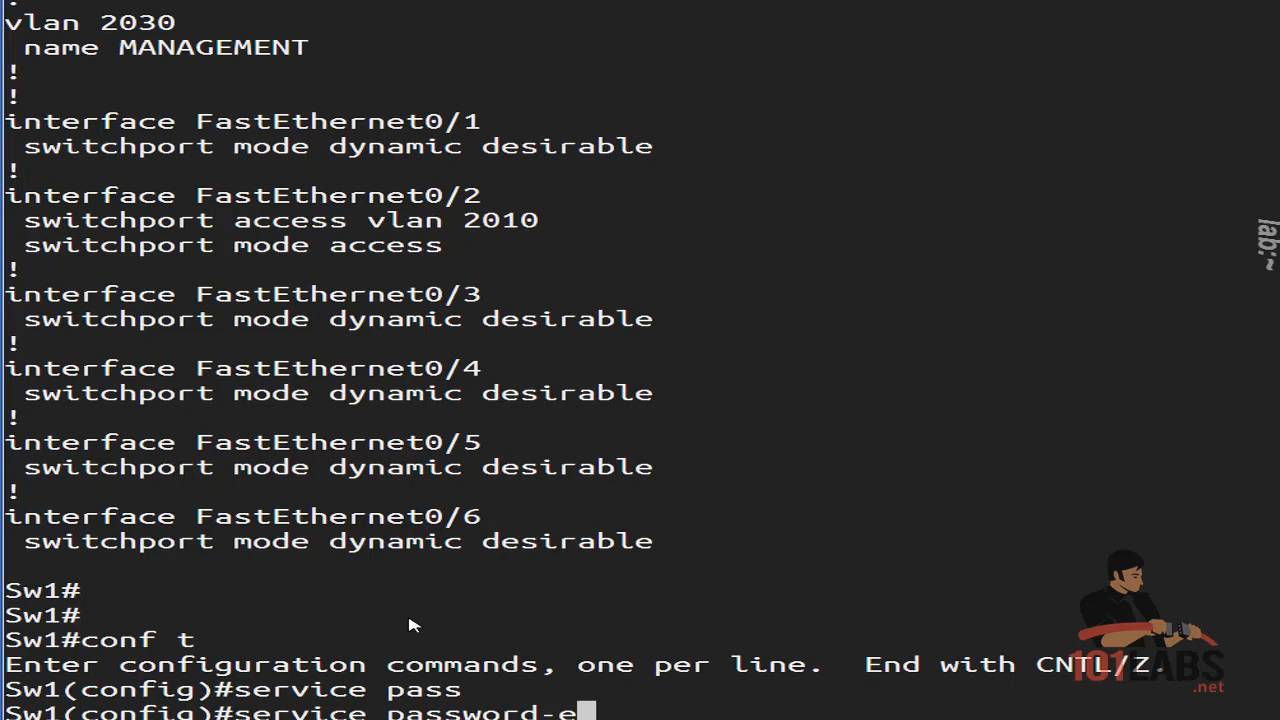 !
vlan 2030
 name MANAGEMENT
!
!
interface FastEthernet0/1
 switchport mode dynamic desirable
!
interface FastEthernet0/2
 switchport access vlan 2010
 switchport mode access
!
interface FastEthernet0/3
 switchport mode dynamic desirable
!
interface FastEthernet0/4
 switchport mode dynamic desirable
!
interface FastEthernet0/5
 switchport mode dynamic desirable
!
interface FastEthernet0/6
 switchport mode dynamic desirable
Sw1#
Sw1#
Sw1#conf t
Enter configuration commands, one per line.  End with CNTL/Z.
Sw1(config)#service pass
Sw1(config)#service password-e
lab:~
101LABS
.net